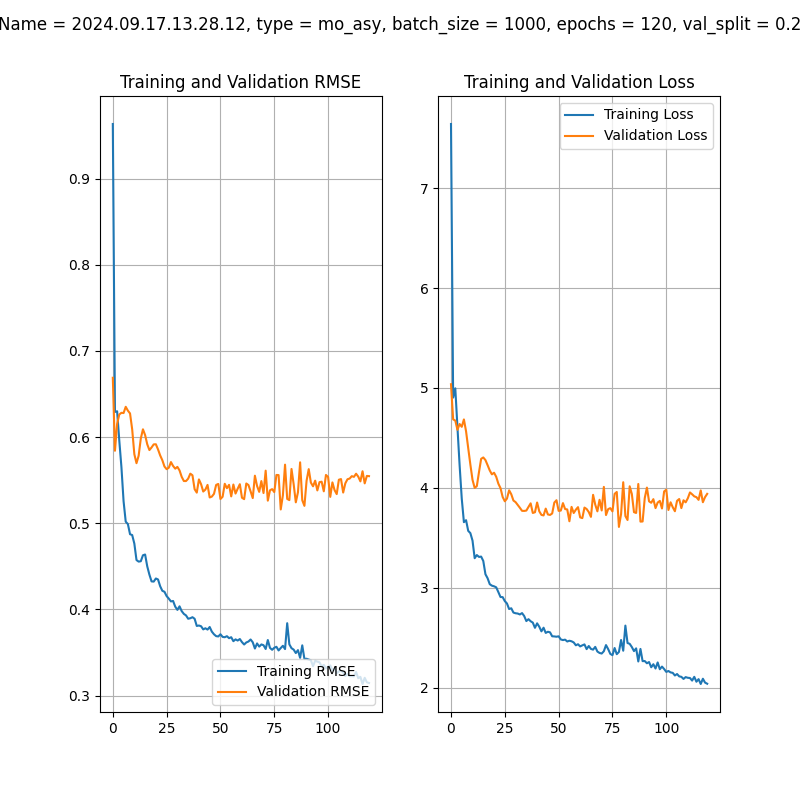 Name = 2024.09.17.13.28.12, type = mo_asy, batch_size = 1000, epochs = 120, val_split = 0.2
Training and Validation RMSE
0.9
0.8
0.7
0.6
0.5
0.4
0.3
0 25 50 75 100
Training RMSE
Validation RMSE
Training and Validation Loss
7
6
5
4
3
2
0 25 50 75 100
Training Loss
Validation Loss